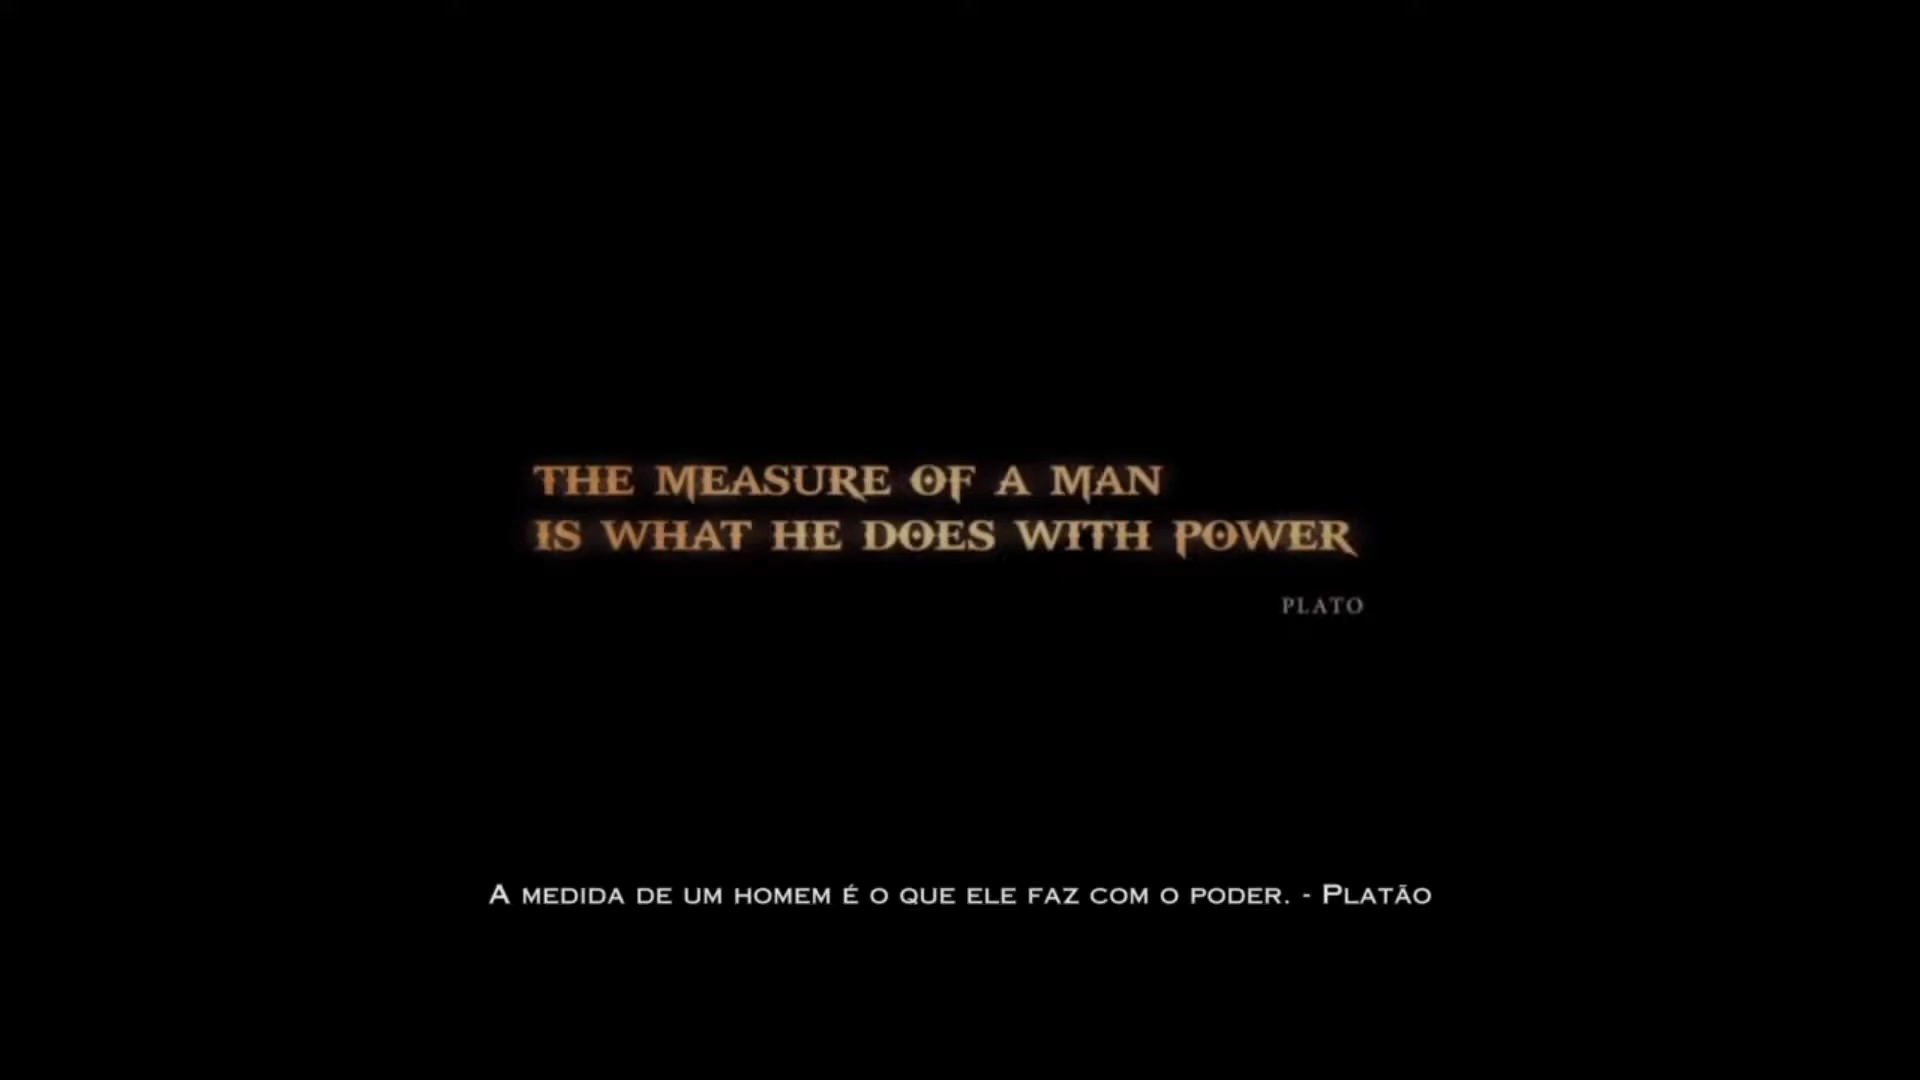 THE MEASURE OF A MAN
IS WHAT HE DOES WITH POWER
PLATO
A MEDIDA DE UM HOMEM É O QUE ELE FAZ COM O PODER. - PLATÃO